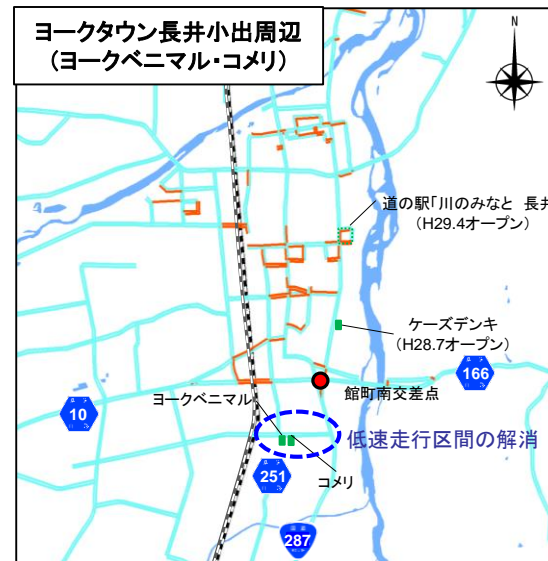 ヨークタウン長井小出周辺
(ヨークベニマル・コメリ)
N
道の駅「川のみなと 長井
(H29.4オープン)
ケーズデンキ
(H28.7オープン)
166
館町南交差点
ヨークベニマル
10
低速走行区間の解消
コメリ
251
287